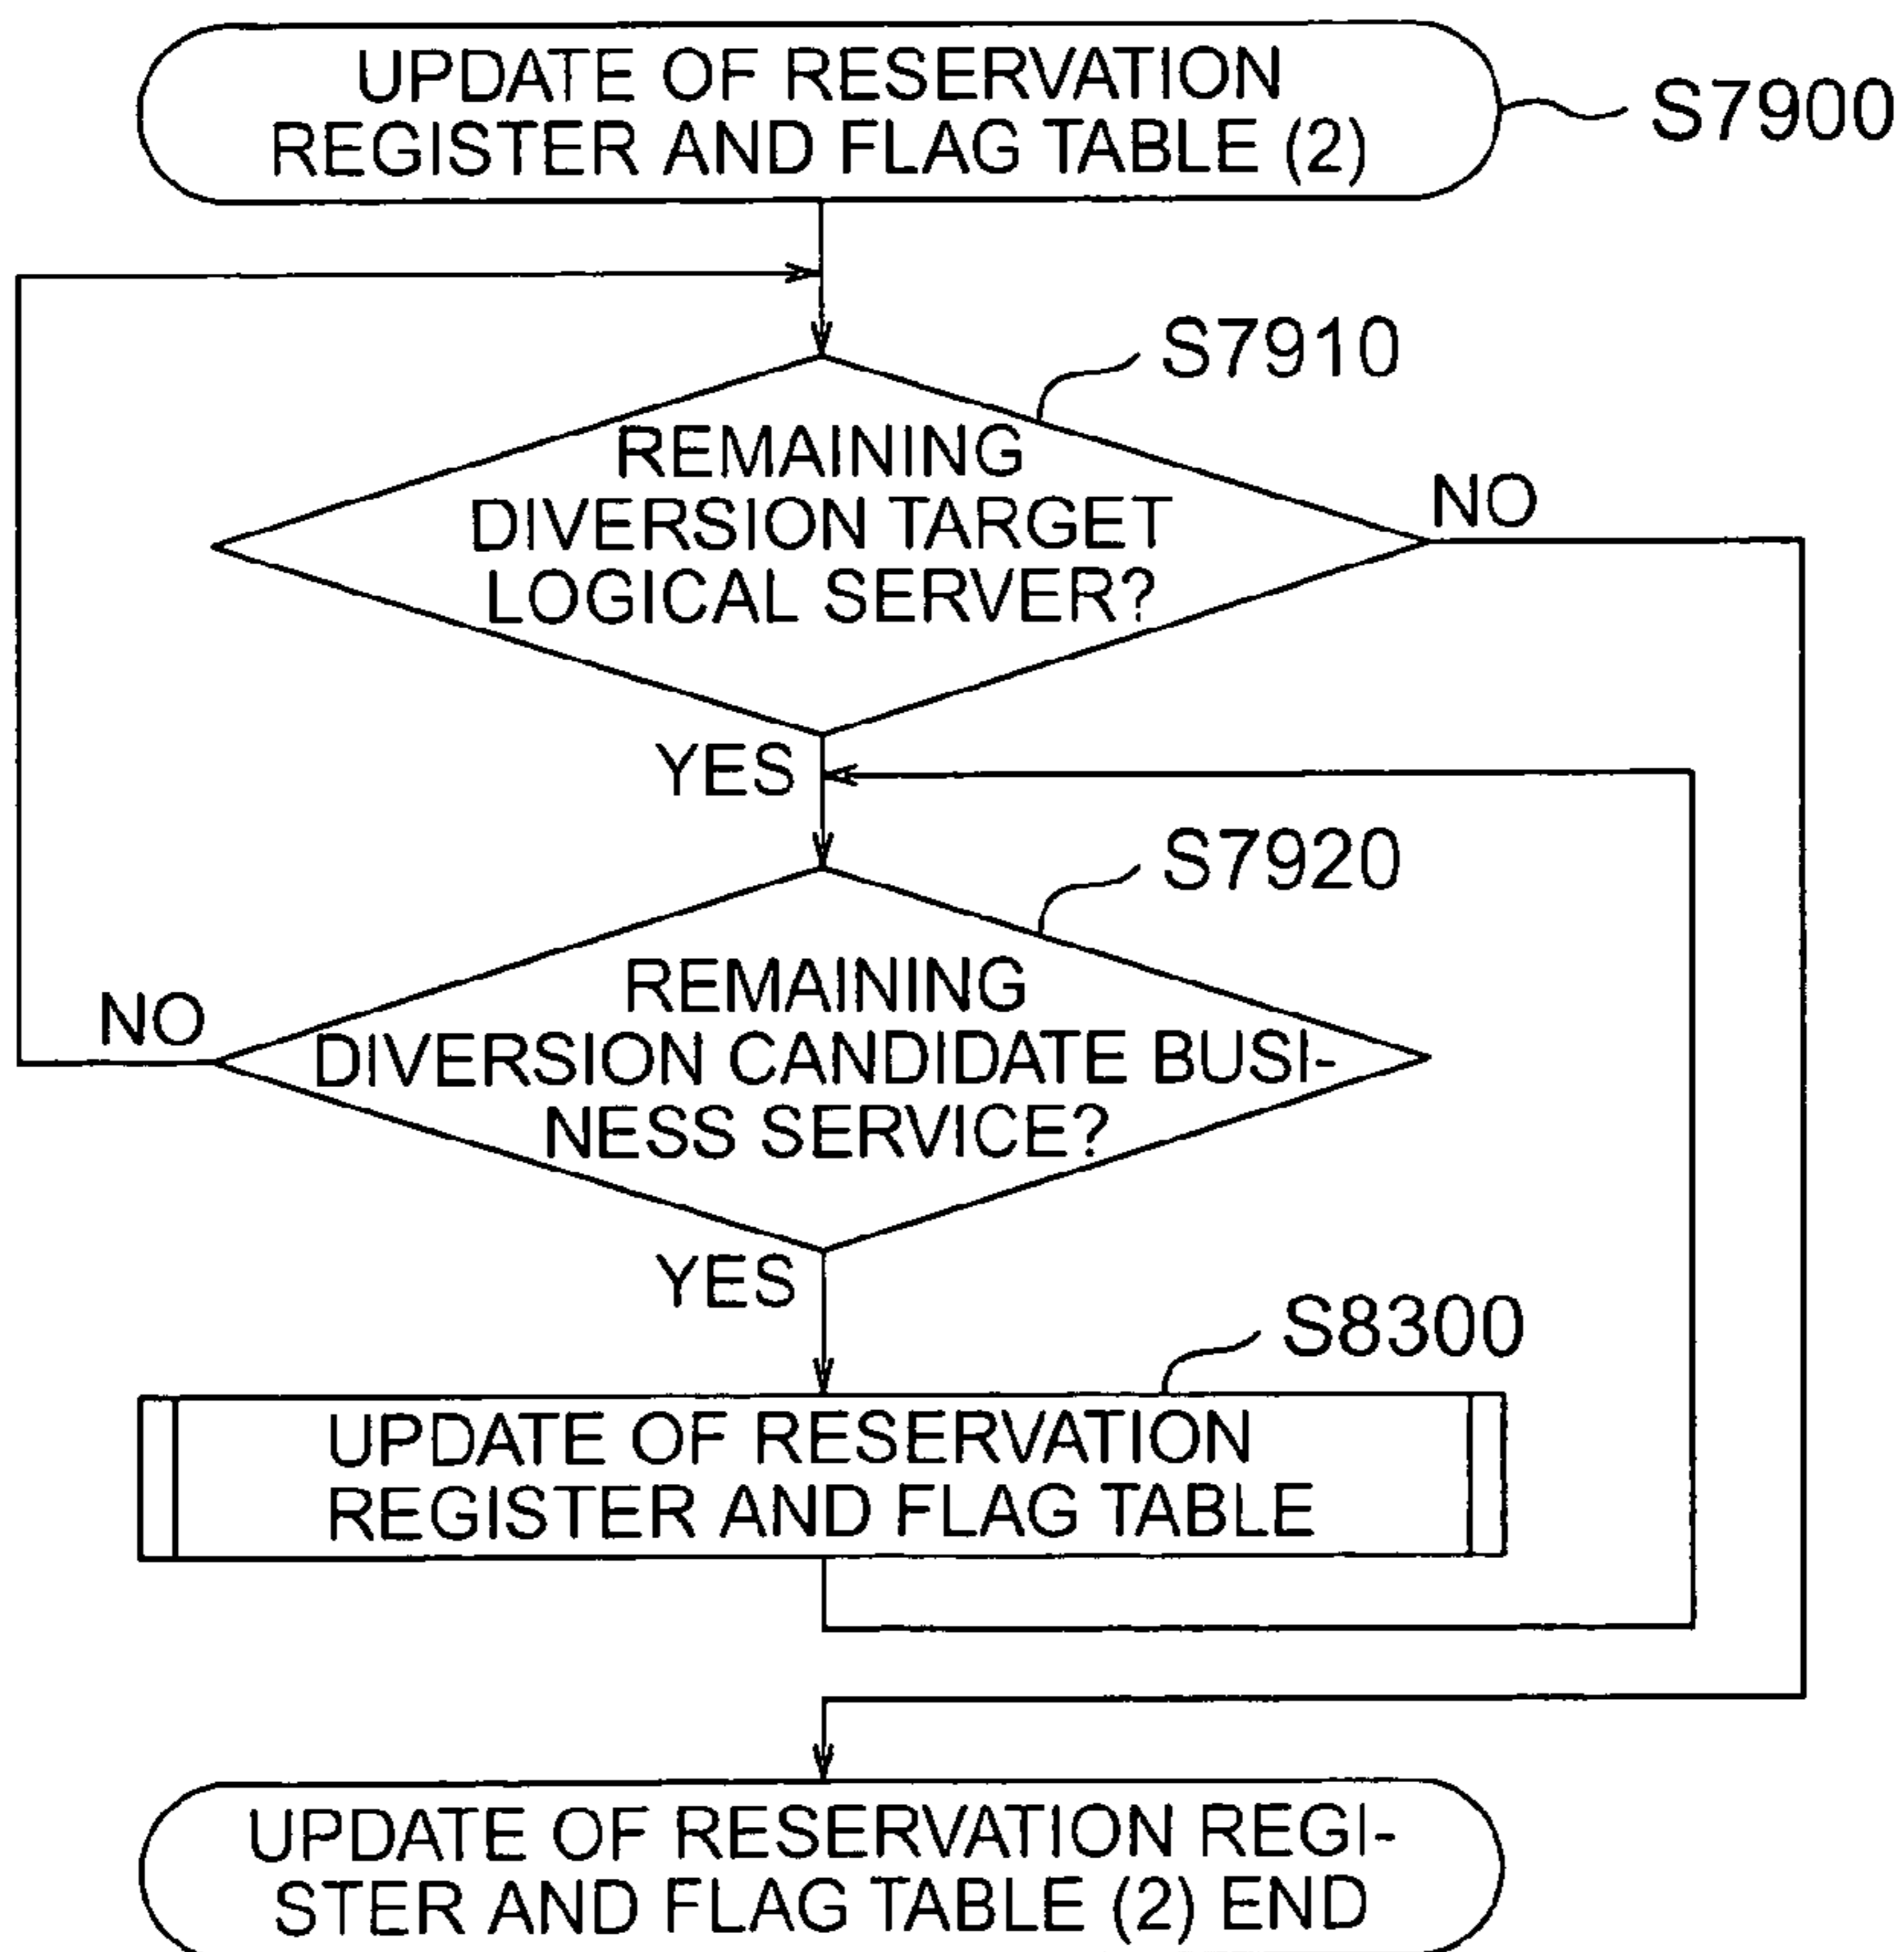 UPDATE OF RESERVATION
REGISTER AND FLAG TABLE (2)
S7900
S7910
REMAINING
DIVERSION TARGET
LOGICAL SERVER?
NO
YES
S7920
REMAINING
DIVERSION CANDIDATE BUSI-
NESS SERVICE?
NO
YES
S8300
UPDATE OF RESERVATION
REGISTER AND FLAG TABLE
UPDATE OF RESERVATION REGI-
STER AND FLAG TABLE (2) END